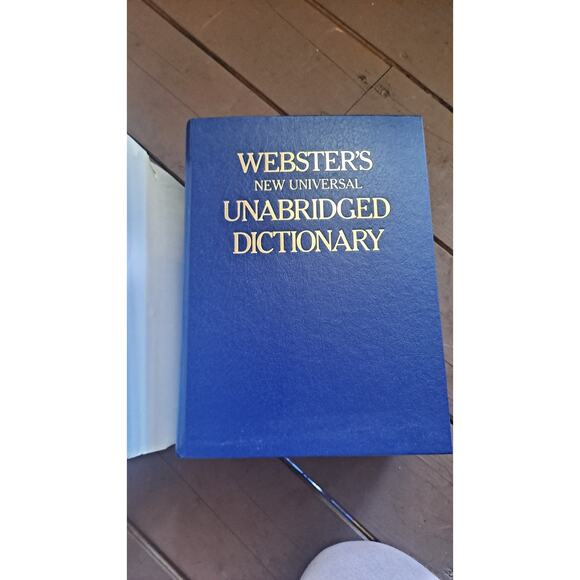 WEBSTER'S
NEW UNIVERSAL
UNABRIDGED
DICTIONARY